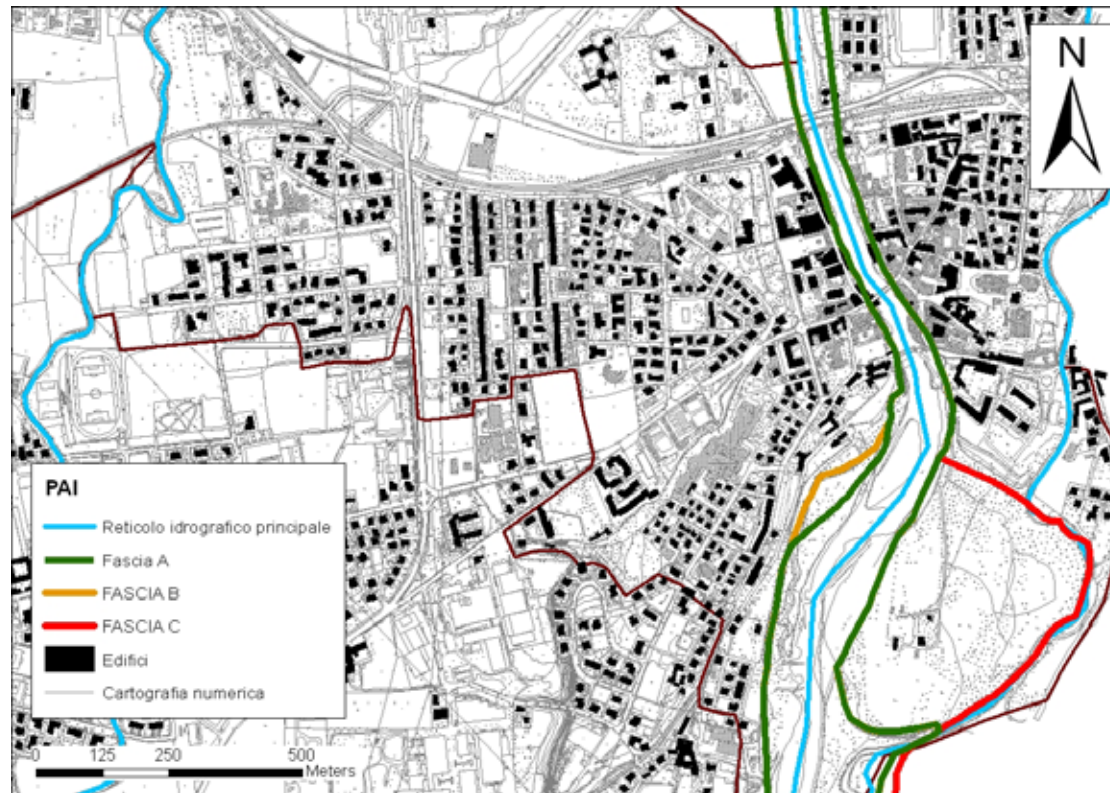 N
PAI
Reticolo idrografico principale
Fascia A
FASCIA B
FASCIA C
Edifici
Cartografia numerica
0 125 250 500
Meters